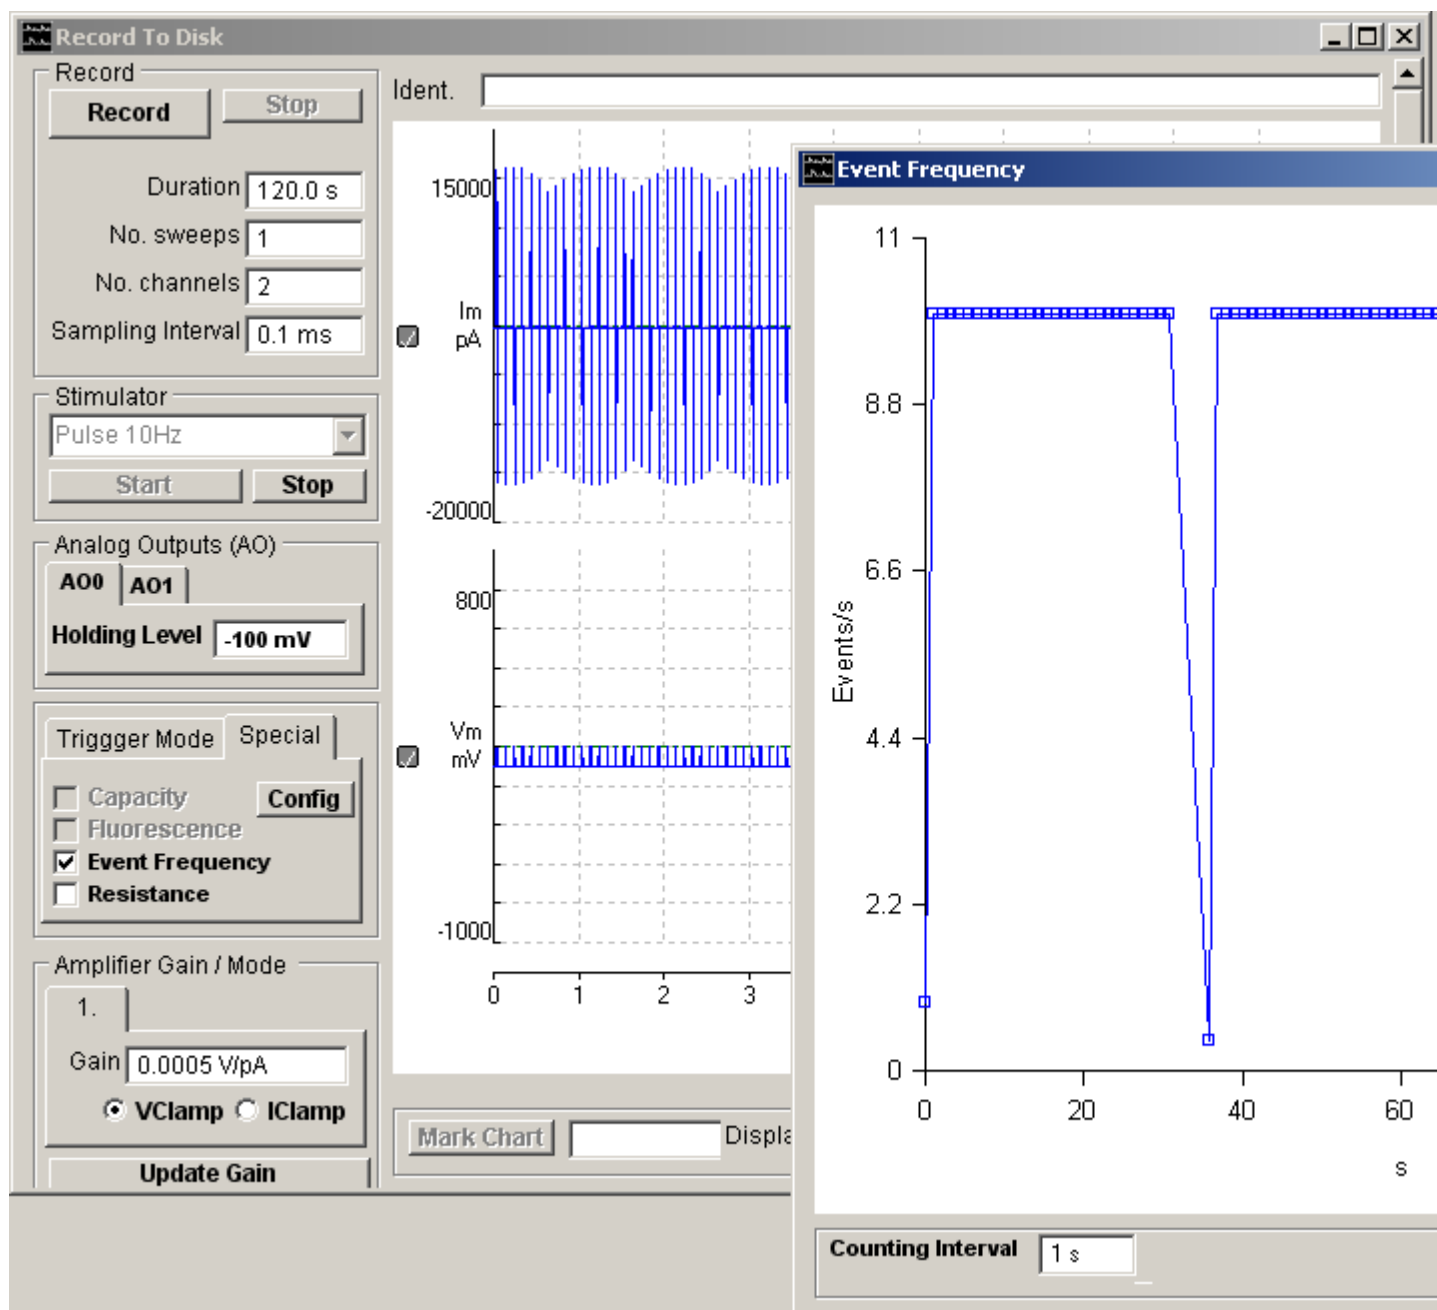 Record To Disk
Record
Record
Stop
Duration 120.0 s
No. sweeps 1
No. channels 2
Sampling Interval 0.1 ms
Stimulator
Pulse 10Hz
Start
Stop
Analog Outputs (AO)
AO0
AO1
Holding Level -100 mV
Triggger Mode
Special
Capacity
Config
Fluorescence
Event Frequency
Resistance
Amplifier Gain / Mode
1.
Gain 0.0005 V/pA
VClamp
IClamp
Update Gain
Ident.
15000
Im
pA
-20000
800
Vm
mV
-1000
0 1 2 3
Mark Chart
Displa
Event Frequency
11
8.8
6.6
Events/s
4.4
2.2
0
0 20 40 60
s
Counting Interval 1 s